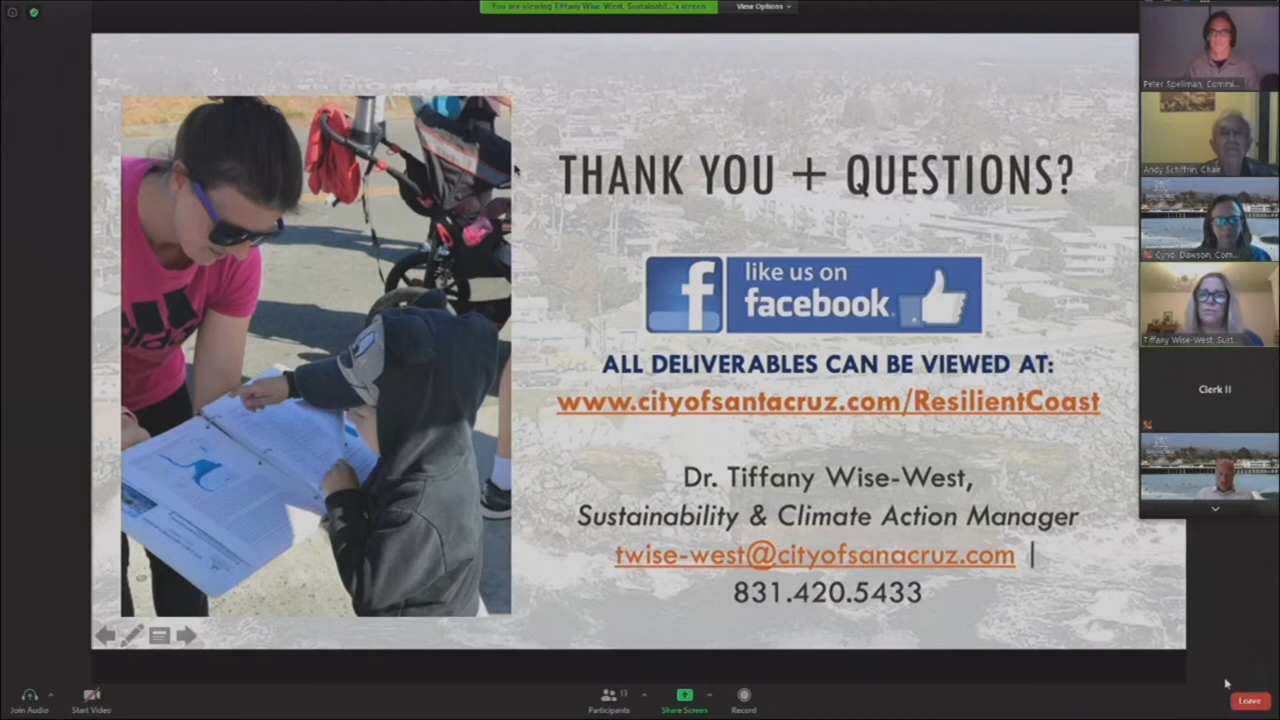 You are viewing Tiffany Wise-West, Sustainabil...'s screen
View Options
Peter Spellman, Commi...
Andy Schiffrin, Chair
Cyndi Dawson, Com...
Tiffany Wise-West, Sust...
Clerk II
THANK YOU + QUESTIONS?
f
like us on
facebook
ALL DELIVERABLES CAN BE VIEWED AT:
www.cityofsantacruz.com/ResilientCoast
Dr. Tiffany Wise-West,
Sustainability & Climate Action Manager
twise-west@cityofsanacruz.com |
831.420.5433
adidas
Join Audio
Start Video
Participants
13
Share Screen
Record
Leave